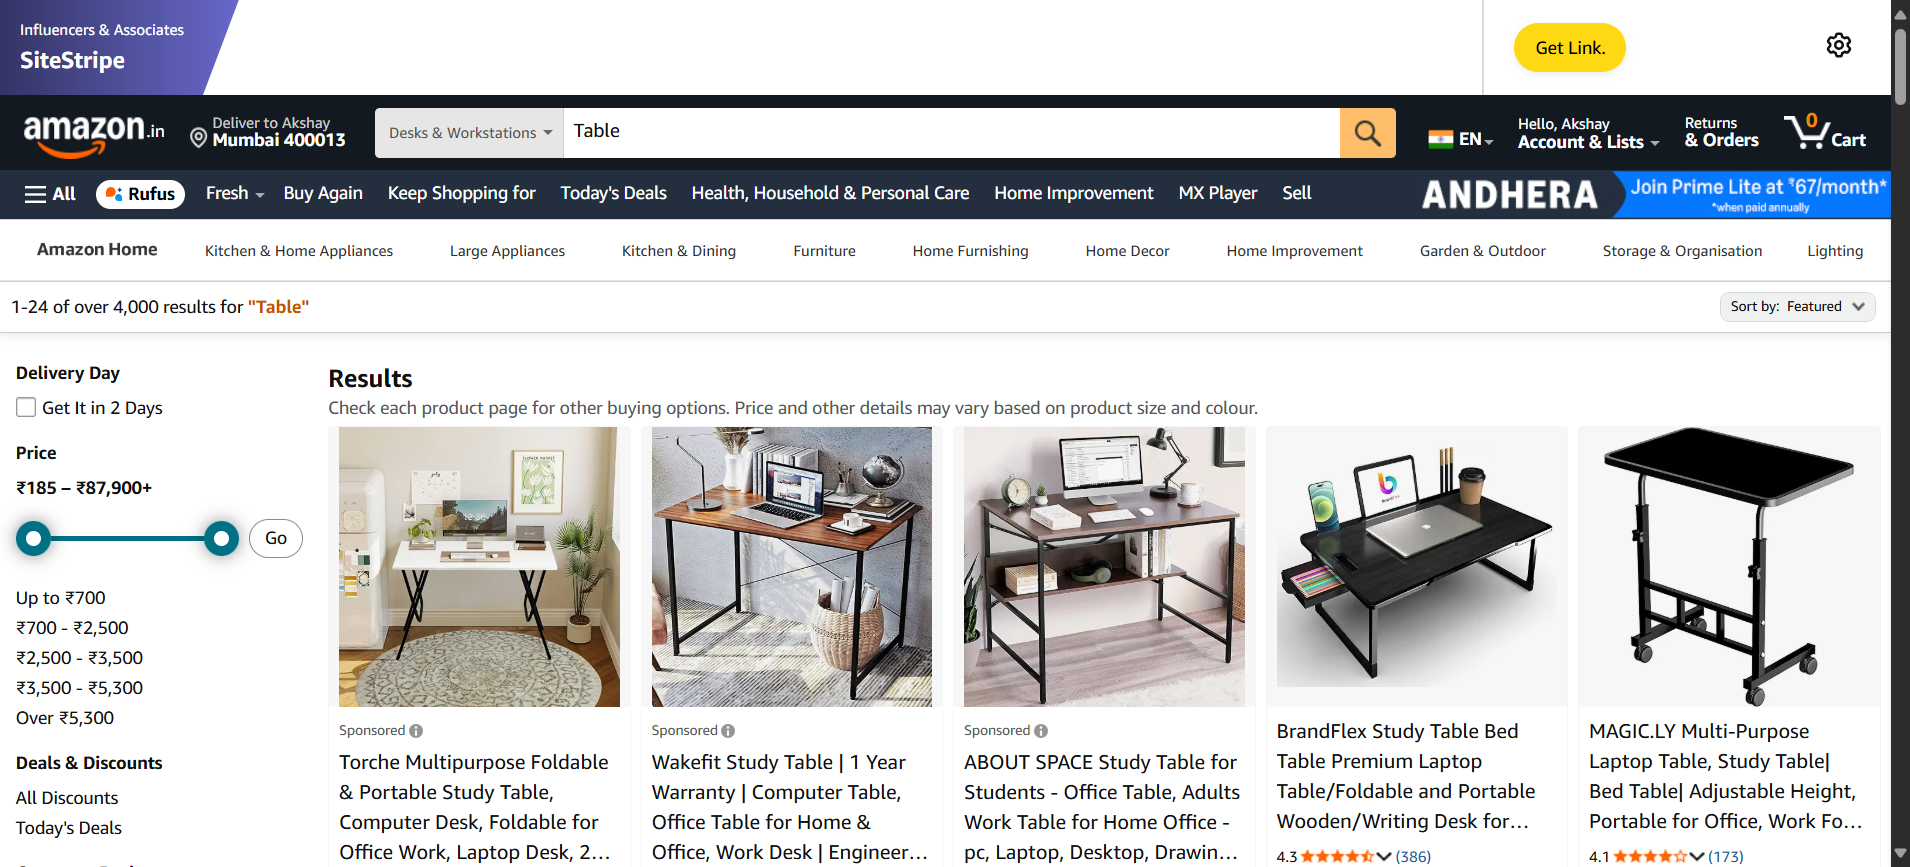 Influencers & Associates
SiteStripe
Get Link.
amazon.in
Deliver to Akshay
Mumbai 400013
Desks & Workstations
Table
EN
Hello, Akshay
Account & Lists
Returns
& Orders
0
Cart
All
Rufus
Fresh
Buy Again
Keep Shopping for
Today's Deals
Health, Household & Personal Care
Home Improvement
MX Player
Sell
ANDHERA
Join Prime Lite at ₹67/month*
*when paid annually
Amazon Home
Kitchen & Home Appliances
Large Appliances
Kitchen & Dining
Furniture
Home Furnishing
Home Decor
Home Improvement
Garden & Outdoor
Storage & Organisation
Lighting
1-24 of over 4,000 results for "Table"
Sort by: Featured
Delivery Day
Get It in 2 Days
Price
₹185 – ₹87,900+
Go
Up to ₹700
₹700 - ₹2,500
₹2,500 - ₹3,500
₹3,500 - ₹5,300
Over ₹5,300
Deals & Discounts
All Discounts
Today's Deals
Results
Check each product page for other buying options. Price and other details may vary based on product size and colour.
Sponsored
Torche Multipurpose Foldable
& Portable Study Table,
Computer Desk, Foldable for
Office Work, Laptop Desk, 2...
Sponsored
Wakefit Study Table | 1 Year
Warranty | Computer Table,
Office Table for Home &
Office, Work Desk | Engineer...
Sponsored
ABOUT SPACE Study Table for
Students - Office Table, Adults
Work Table for Home Office -
pc, Laptop, Desktop, Drawin...
BrandFlex Study Table Bed
Table Premium Laptop
Table/Foldable and Portable
Wooden/Writing Desk for...
4.3
(386)
MAGIC.LY Multi-Purpose
Laptop Table, Study Table|
Bed Table| Adjustable Height,
Portable for Office, Work Fo...
4.1
(173)